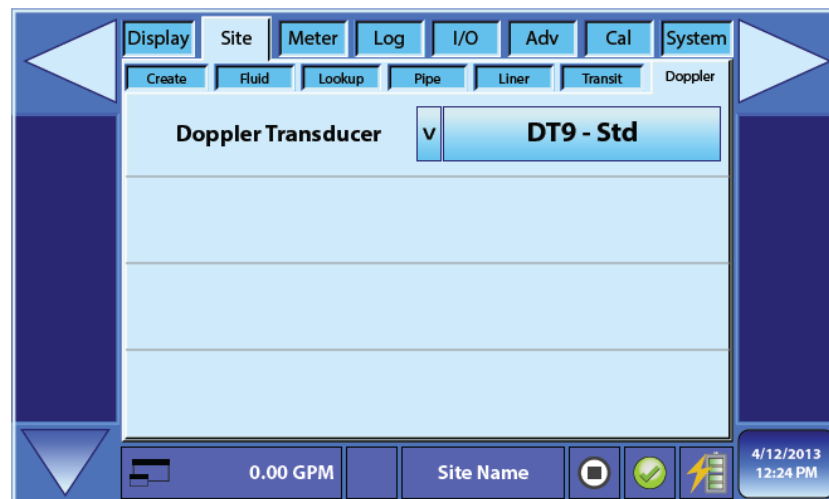 Display Site Meter Log I/O Adv Cal System
Create Fluid Lookup Pipe Liner Transit Doppler
Doppler Transducer v DT9 - Std
0.00 GPM Site Name 4/12/2013
12:24 PM